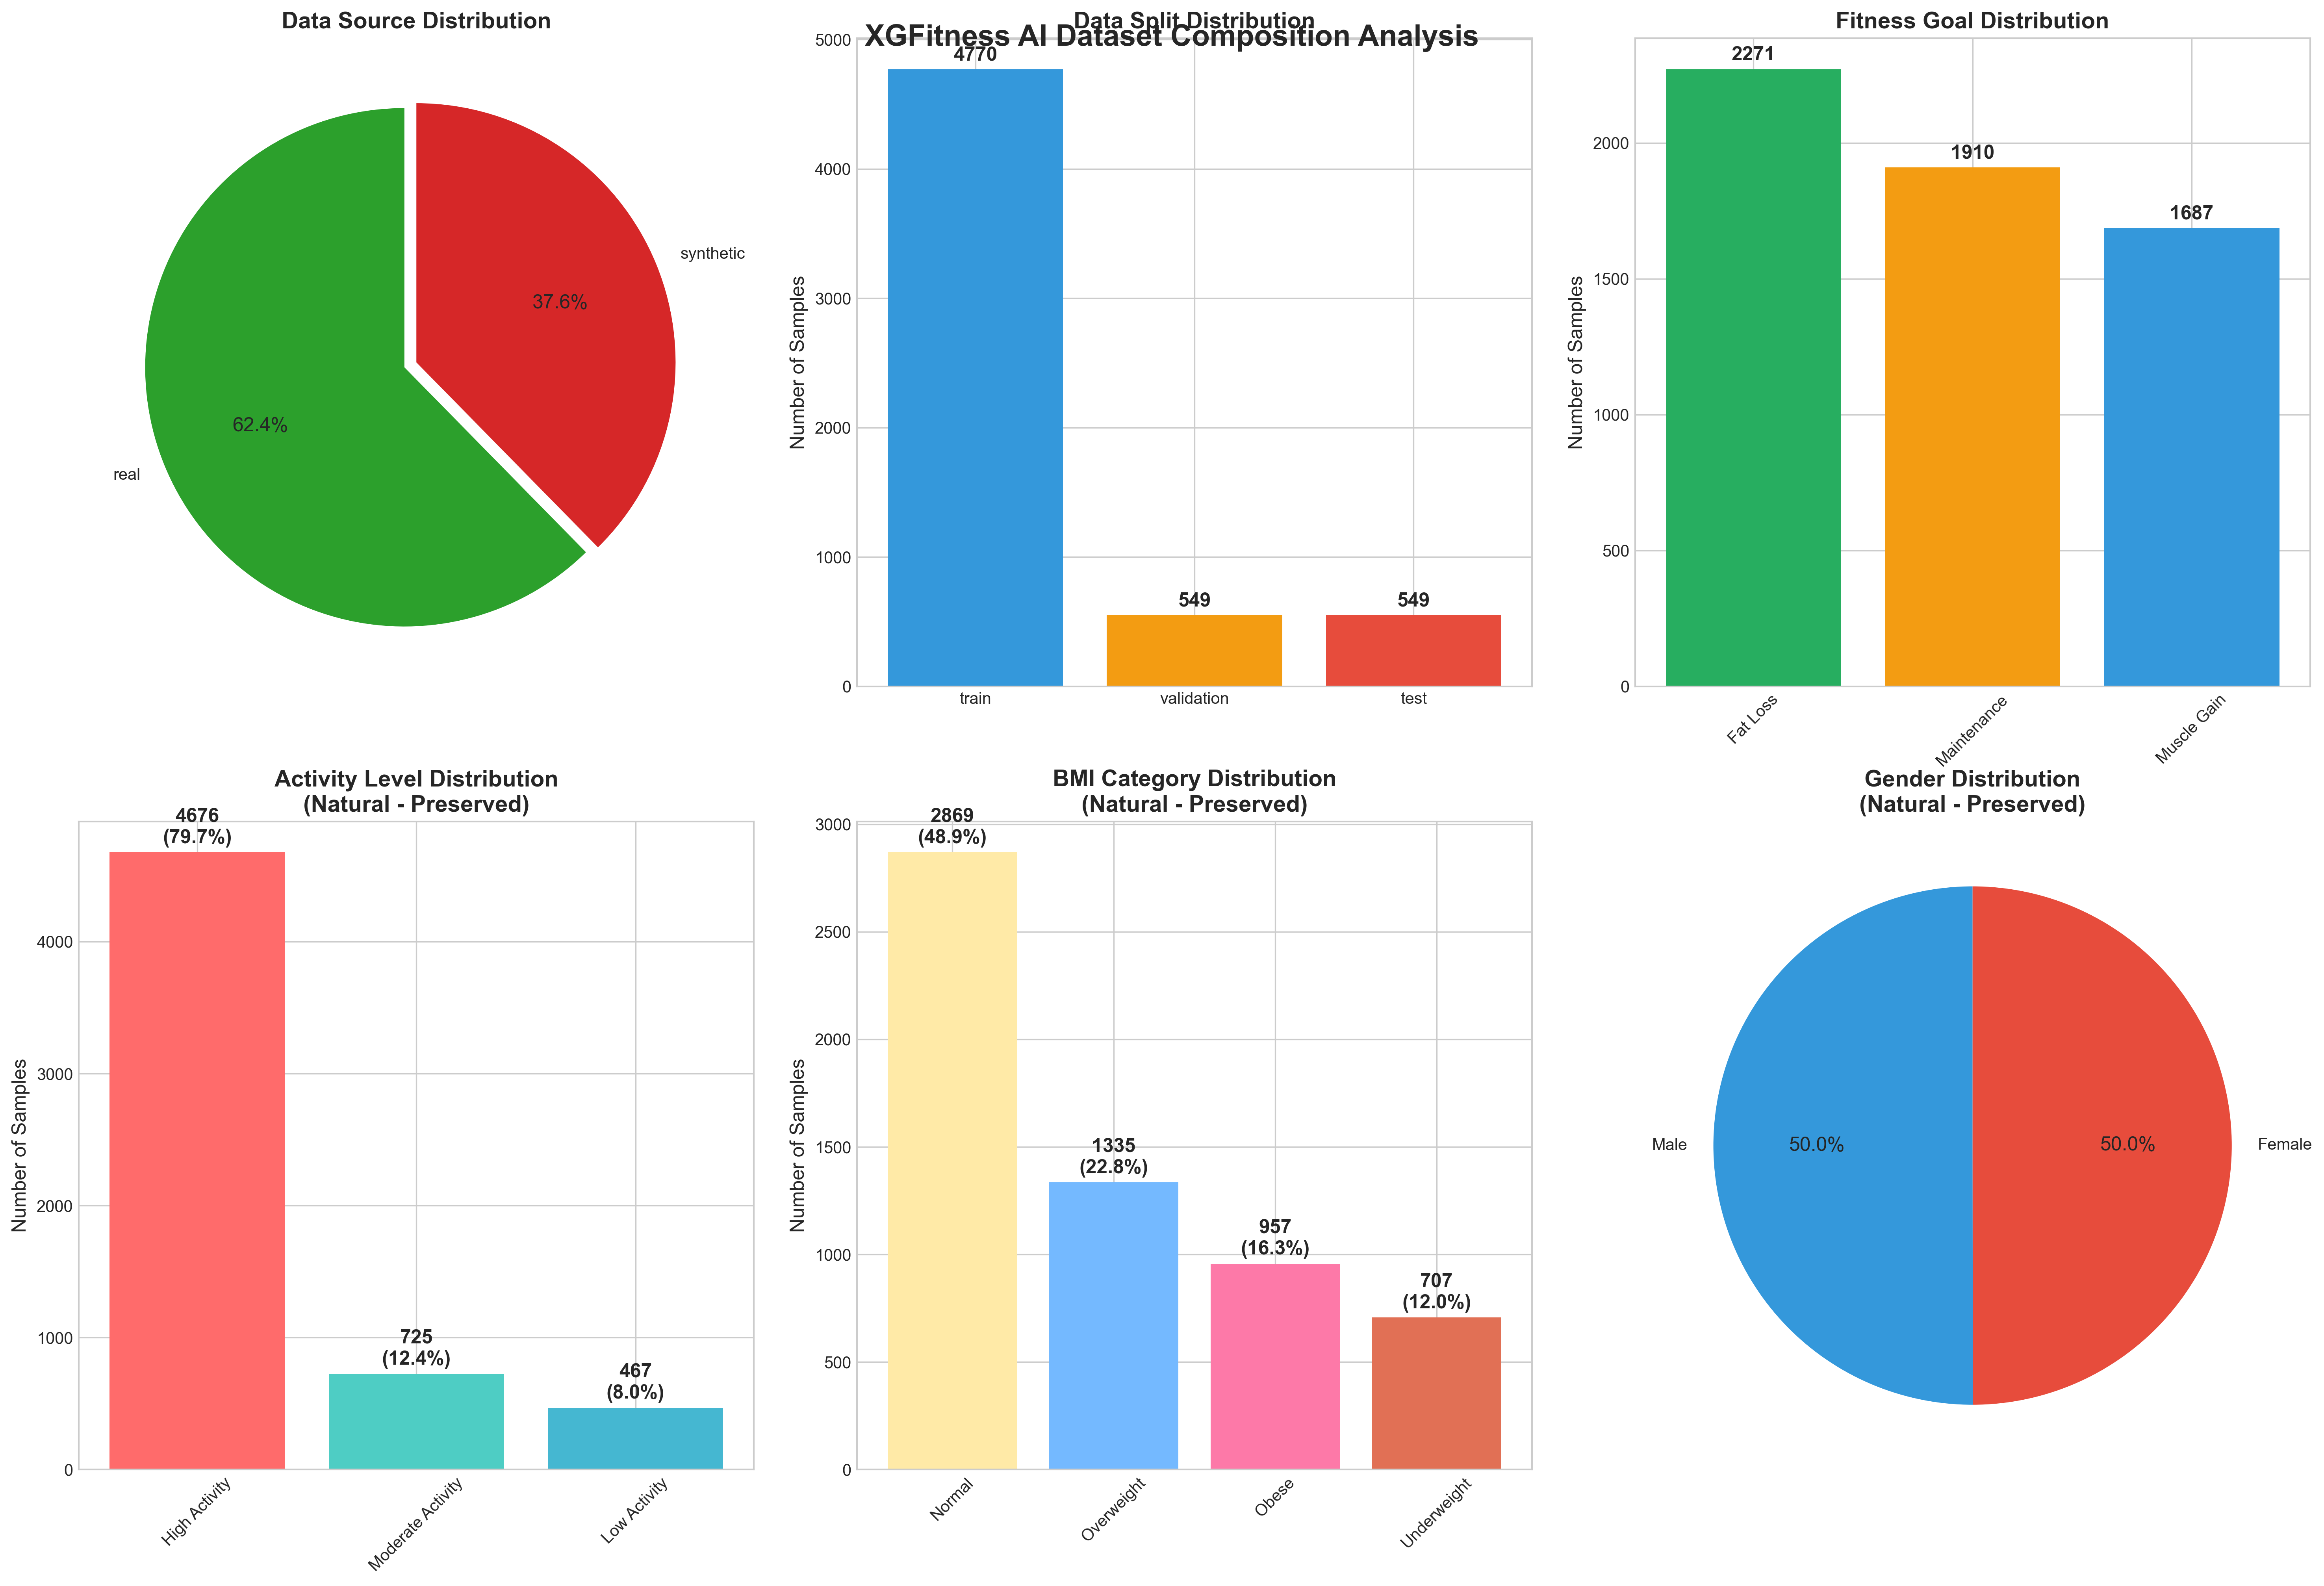 XGFitness AI Dataset Composition Analysis
Data Source Distribution
synthetic
37.6%
62.4%
real
Data Split Distribution
Number of Samples
5000
4000
3000
2000
1000
0
4770
549
549
train
validation
test
Fitness Goal Distribution
Number of Samples
2000
1500
1000
500
0
2271
1910
1687
Fat Loss
Maintenance
Muscle Gain
Activity Level Distribution
(Natural - Preserved)
Number of Samples
4000
3000
2000
1000
0
4676
(79.7%)
725
(12.4%)
467
(8.0%)
High Activity
Moderate Activity
Low Activity
BMI Category Distribution
(Natural - Preserved)
Number of Samples
3000
2500
2000
1500
1000
500
0
2869
(48.9%)
1335
(22.8%)
957
(16.3%)
707
(12.0%)
Normal
Overweight
Obese
Underweight
Gender Distribution
(Natural - Preserved)
Male
50.0%
50.0%
Female